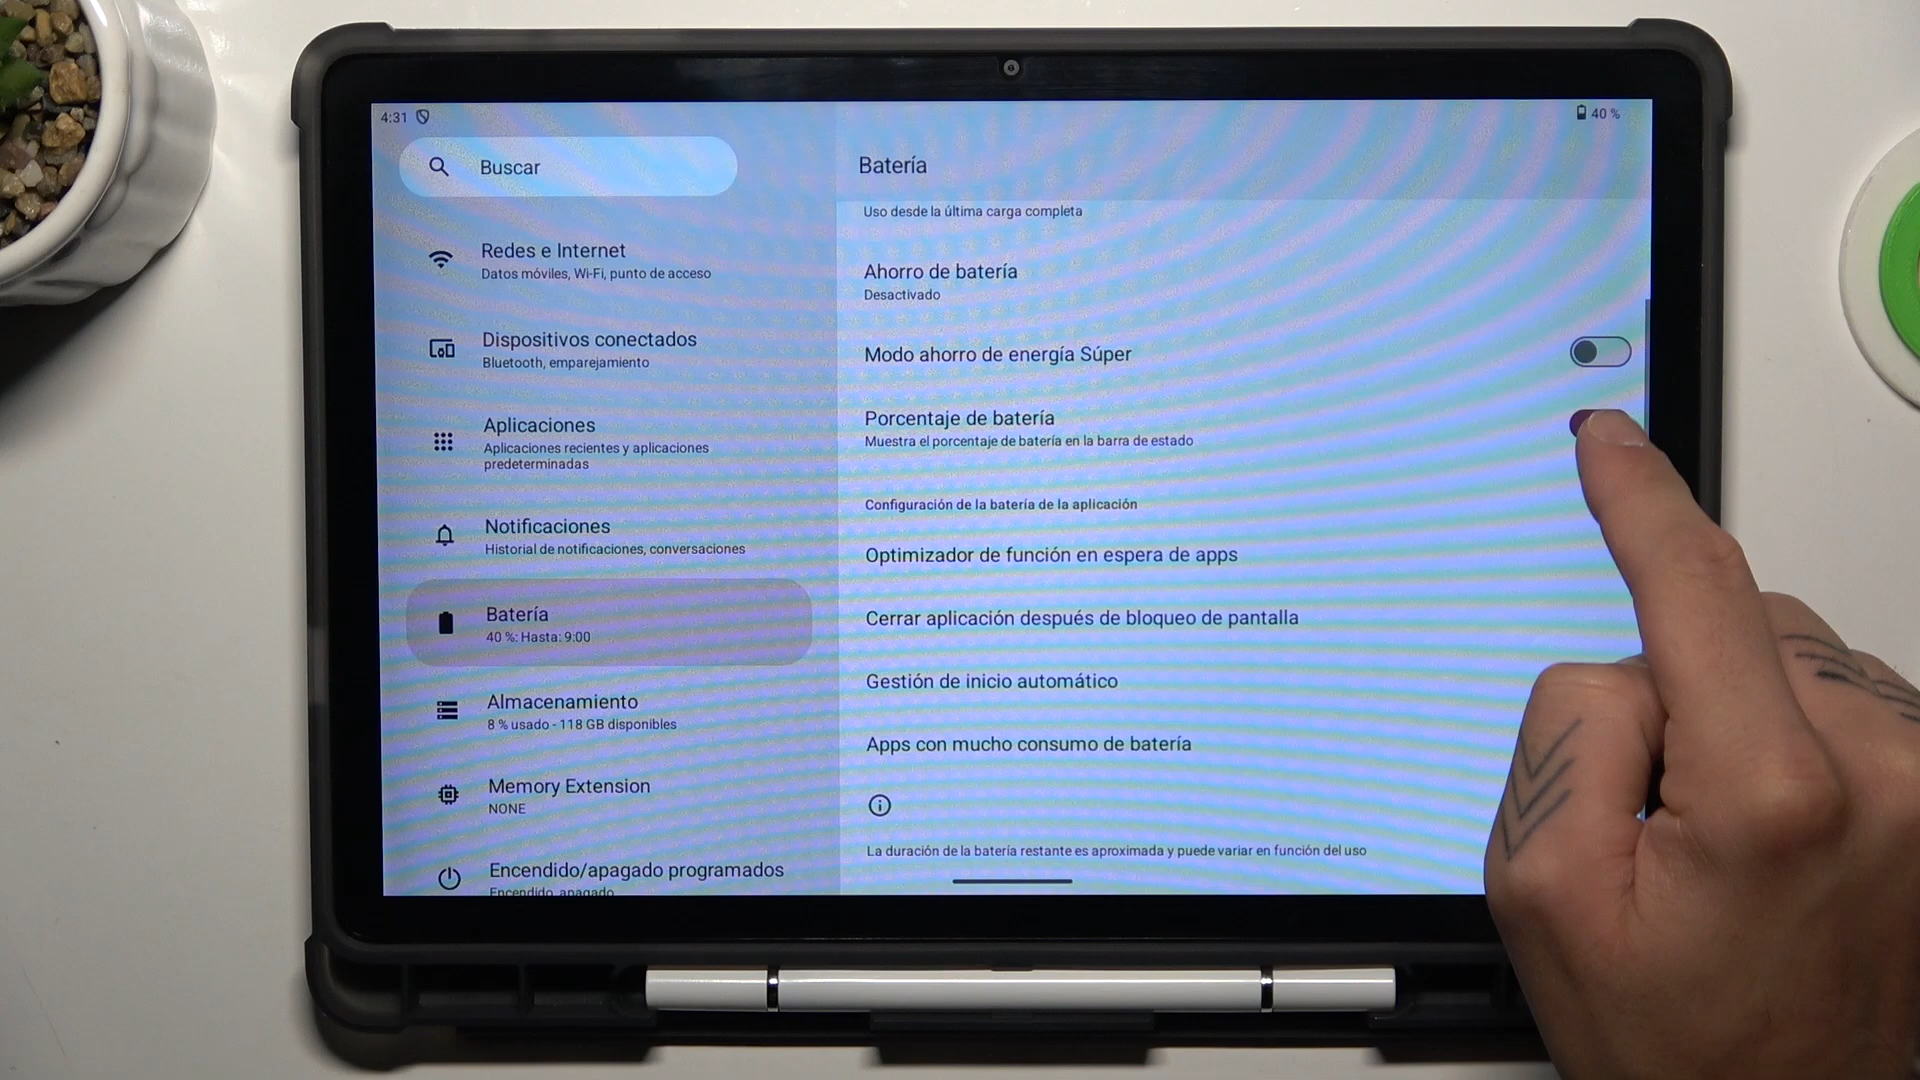 4:31
40 %
Buscar
Redes e Internet
Datos móviles, Wi-Fi, punto de acceso
Dispositivos conectados
Bluetooth, emparejamiento
Aplicaciones
Aplicaciones recientes y aplicaciones
predeterminadas
Notificaciones
Historial de notificaciones, conversaciones
Batería
40 %: Hasta: 9:00
Almacenamiento
8 % usado - 118 GB disponibles
Memory Extension
NONE
Encendido/apagado programados
Encendido, apagado
Batería
Uso desde la última carga completa
Ahorro de batería
Desactivado
Modo ahorro de energía Súper
Porcentaje de batería
Muestra el porcentaje de batería en la barra de estado
Configuración de la batería de la aplicación
Optimizador de función en espera de apps
Cerrar aplicación después de bloqueo de pantalla
Gestión de inicio automático
Apps con mucho consumo de batería
La duración de la batería restante es aproximada y puede variar en función del uso